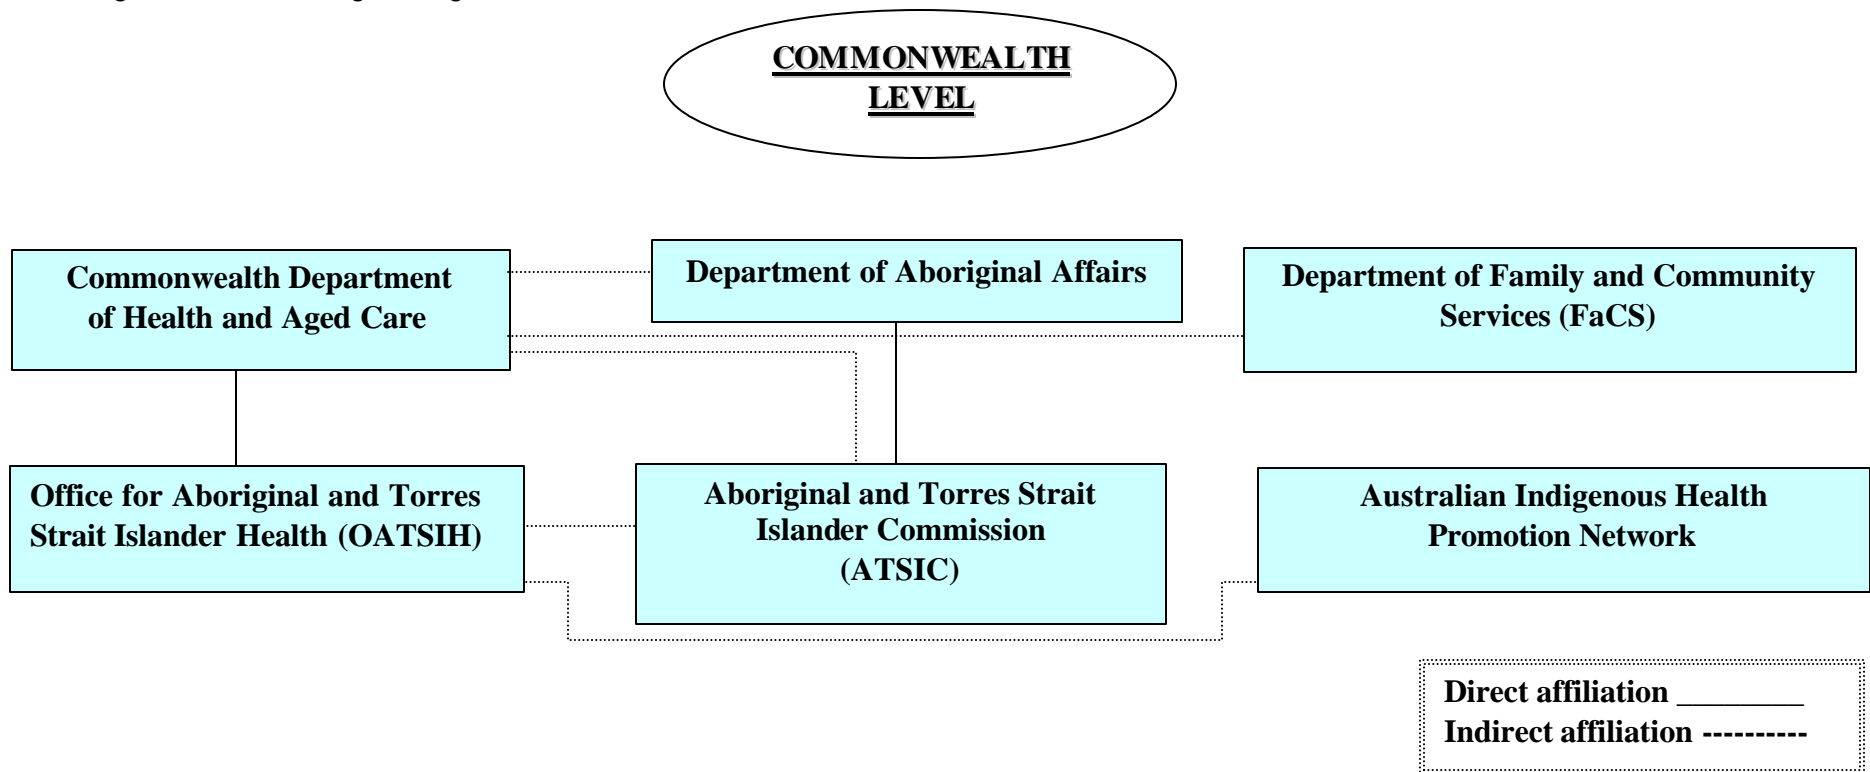 COMMONWEALTH
LEVEL
Commonwealth Department
of Health and Aged Care
Department of Aboriginal Affairs
Department of Family and Community
Services (FaCS)
Office for Aboriginal and Torres
Strait Islander Health (OATSIH)
Aboriginal and Torres Strait
Islander Commission
(ATSIC)
Australian Indigenous Health
Promotion Network
Direct affiliation ________
Indirect affiliation ----------